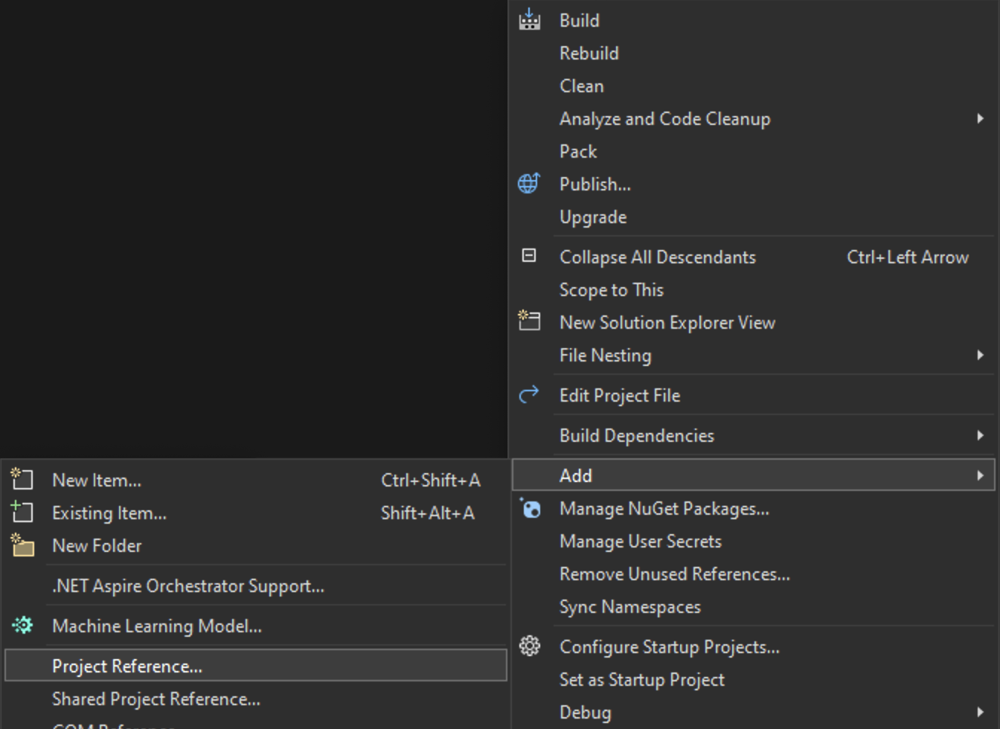 Build
Rebuild
Clean
Analyze and Code Cleanup
Pack
Publish...
Upgrade
Collapse All Descendants Ctrl+Left Arrow
Scope to This
New Solution Explorer View
File Nesting
Edit Project File
Build Dependencies
Add
Manage NuGet Packages...
Manage User Secrets
Remove Unused References...
Sync Namespaces
Configure Startup Projects...
Set as Startup Project
Debug
New Item... Ctrl+Shift+A
Existing Item... Shift+Alt+A
New Folder
.NET Aspire Orchestrator Support...
Machine Learning Model...
Project Reference...
Shared Project Reference...
COM Reference